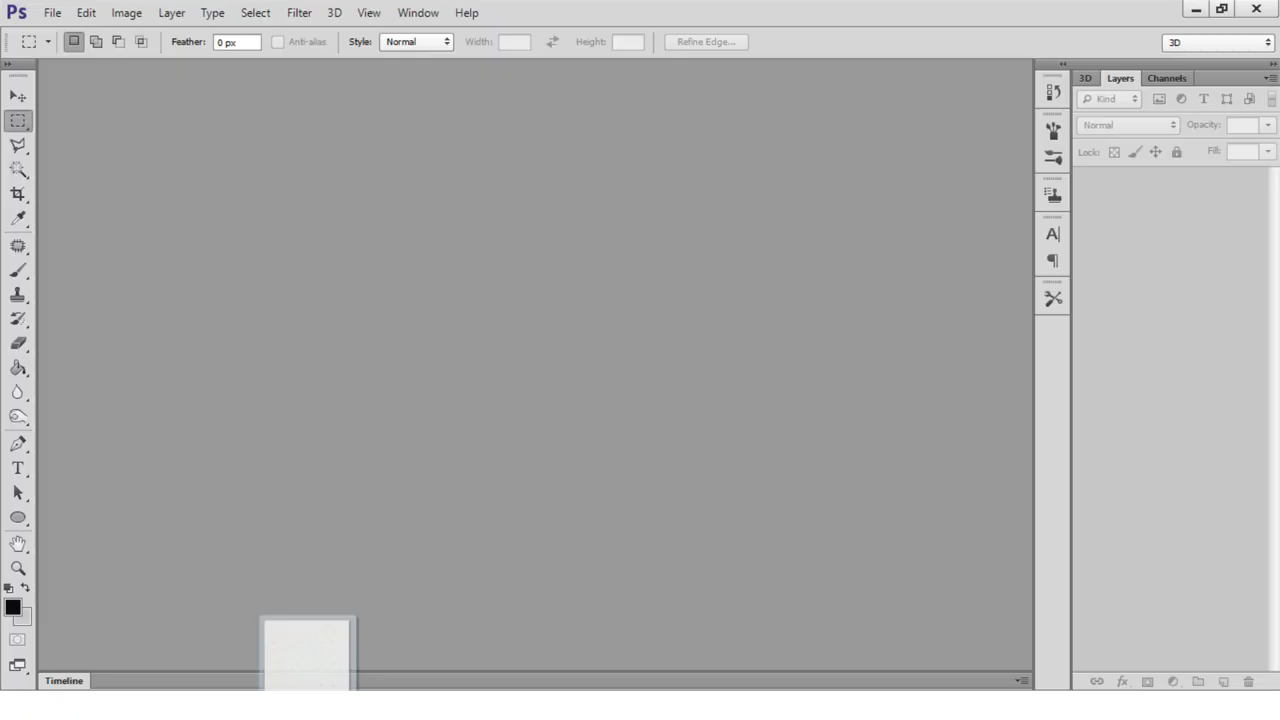 Ps File Edit Image Layer Type Select Filter 3D View Window Help
Feather: 0 px Anti-alias Style: Normal Width: Height: Refine Edge... 3D
3D Layers Channels
Kind T
Normal Opacity:
Lock: Fill:
A
T
Timeline fx